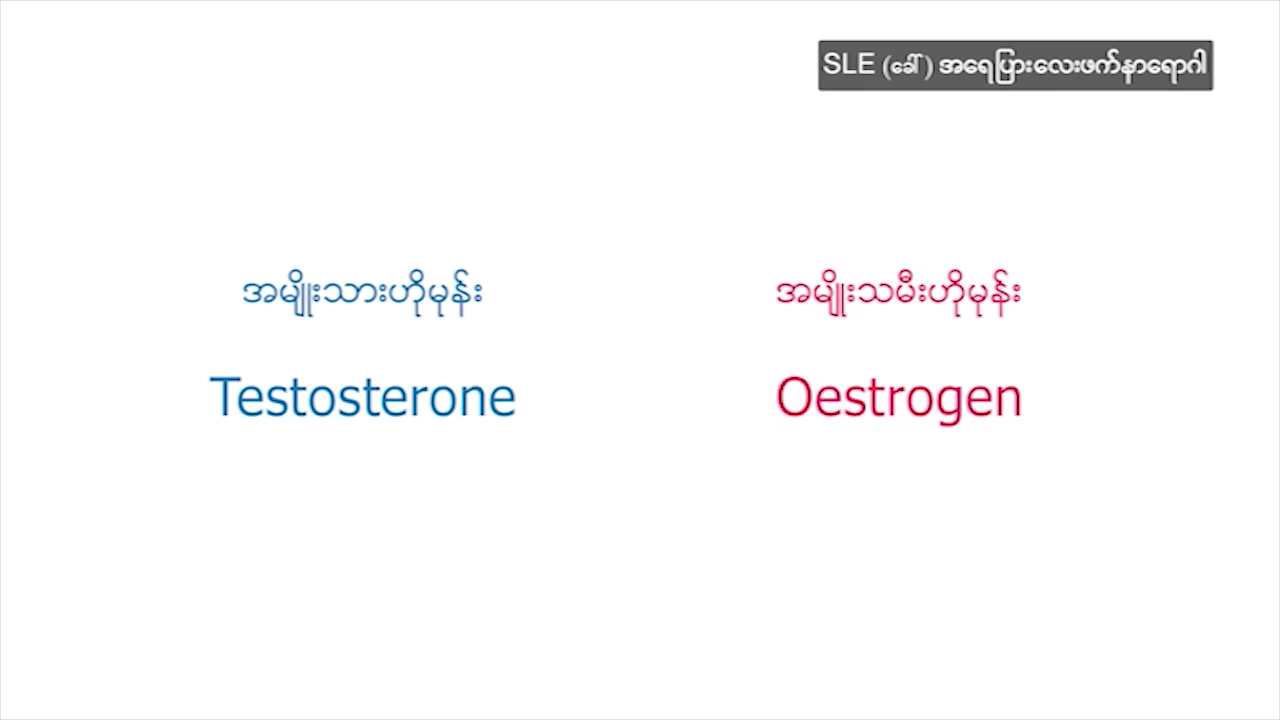 SLE (ခေါ်) အရေပြားလေးဖက်နာရောဂါ
အမျိုးသားဟိုမုန်း
အမျိုးသမီးဟိုမုန်း
Testosterone
Oestrogen